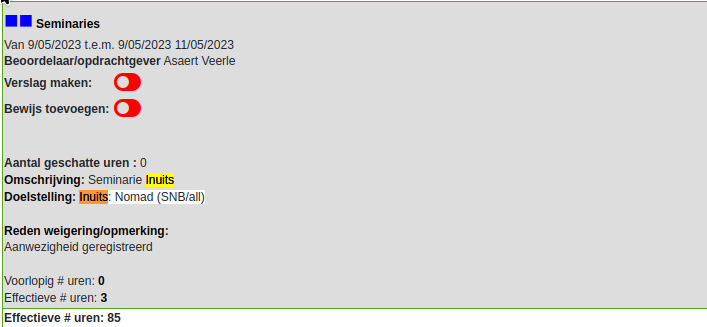 Seminaries
Van 9/05/2023 t.e.m. 9/05/2023 11/05/2023
Beoordelaar/opdrachtgever Asaert Veerle
Verslag maken:
Bewijs toevoegen:
Aantal geschatte uren : 0
Omschrijving: Seminarie Inuits
Doelstelling: Inuits: Nomad (SNB/all)
Reden weigering/opmerking:
Aanwezigheid geregistreerd
Voorlopig # uren: 0
Effectieve # uren: 3
Effectieve # uren: 85